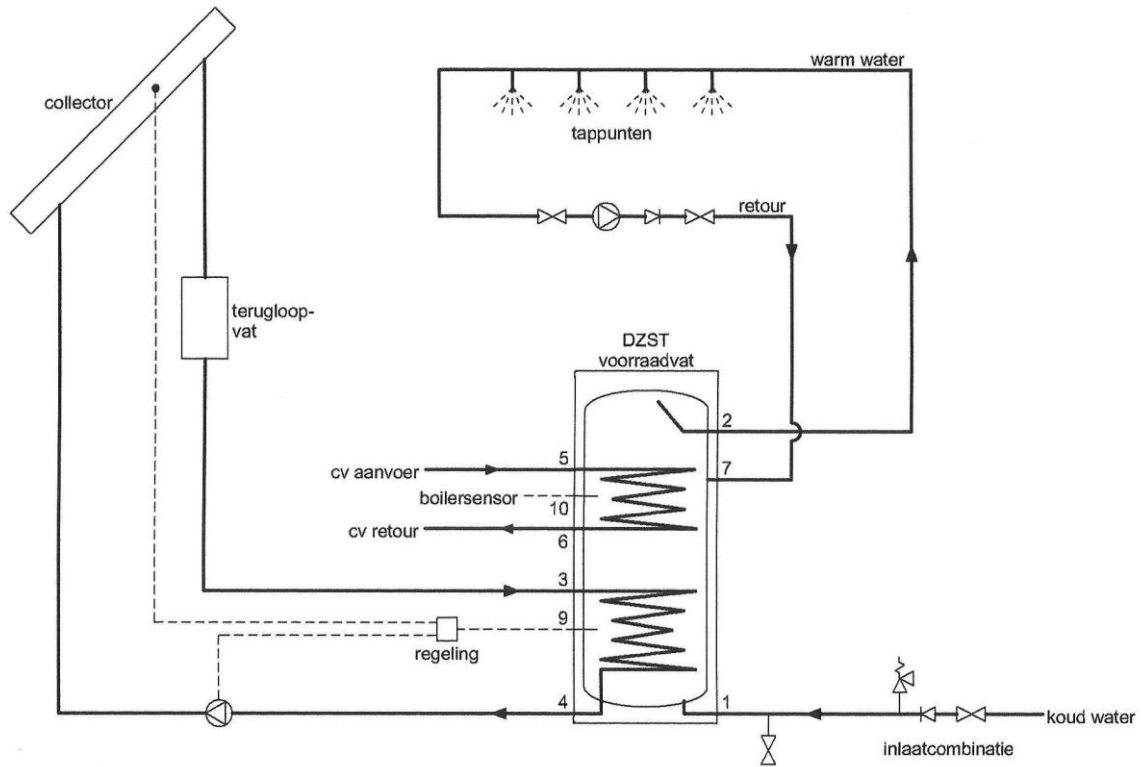 warm water
collector
tappunten
retour
terugloop-
vat
DZST
voorraadvat
2
5
7
cv aanvoer
boilersensor
10
cv retour
6
3
9
regeling
4
1
koud water
inlaatcombinatie